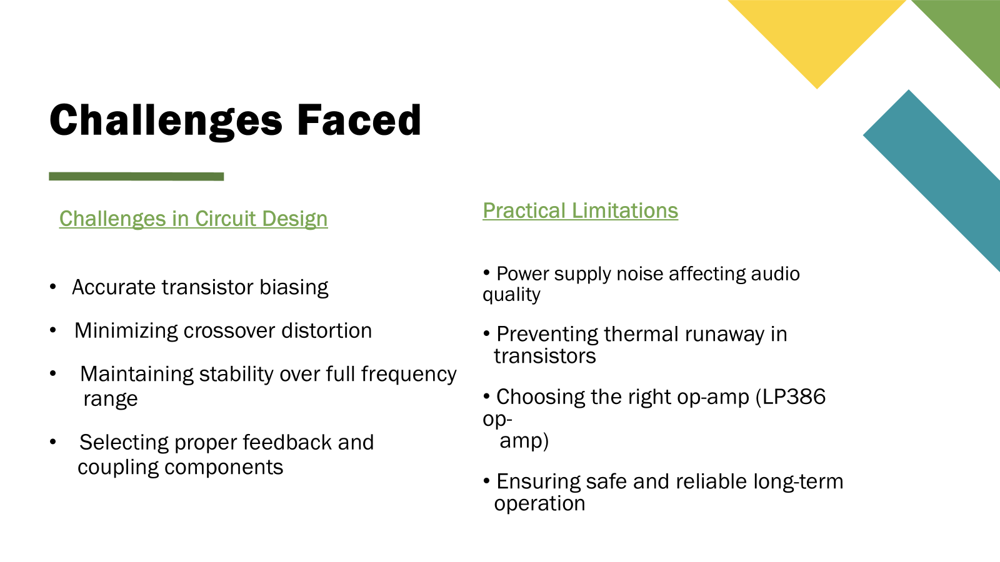 Challenges Faced
Challenges in Circuit Design
• Accurate transistor biasing
• Minimizing crossover distortion
• Maintaining stability over full frequency
range
• Selecting proper feedback and
coupling components
Practical Limitations
• Power supply noise affecting audio
quality
• Preventing thermal runaway in
transistors
• Choosing the right op-amp (LP386
op-
amp)
• Ensuring safe and reliable long-term
operation